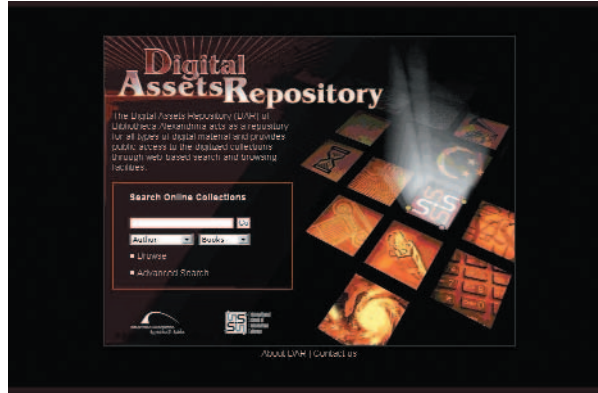 Digital
Assets Repository
The Digital Assets Repository (DAR) of
Bibliotheca Alexandrina acts as a repository
for all types of digital material and provides
public access to the digitized collections
through web based search and browsing
facilities.
Search Online Collections
Go
Author Books
Browse
Advanced Search
About DAR | Contact us